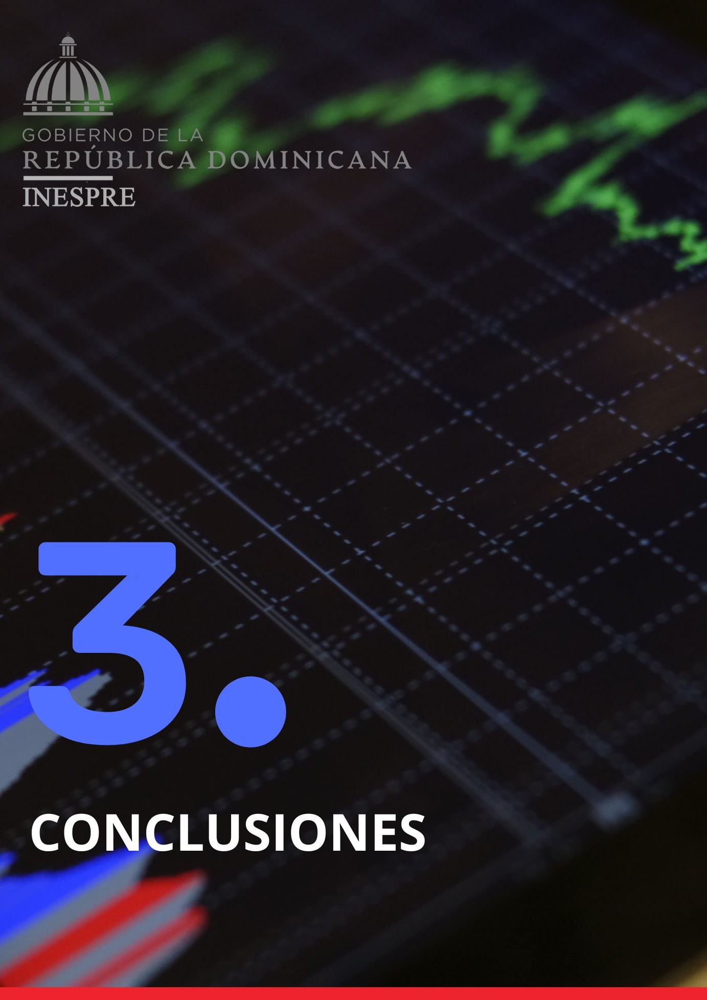 GOBIERNO DE LA
REPÚBLICA DOMINICANA
INESPRE
3.
CONCLUSIONES